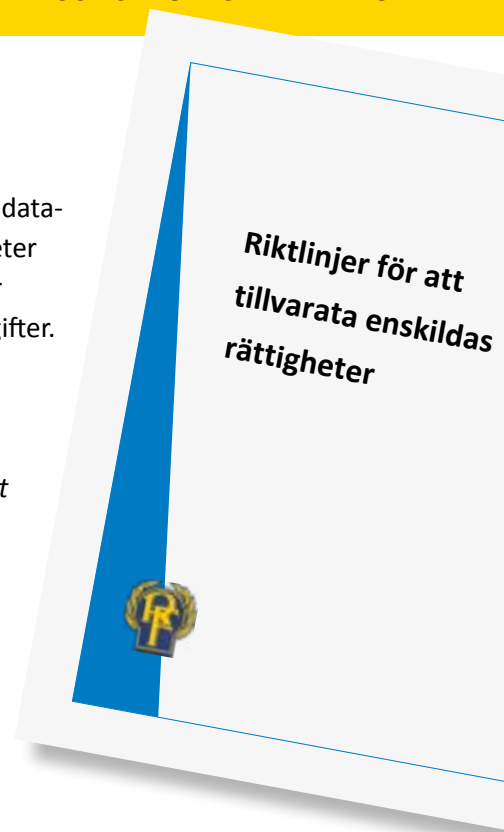 data-
eter
gifter.
t
Riktlinjer för att
tillvarata enskildas
rättigheter